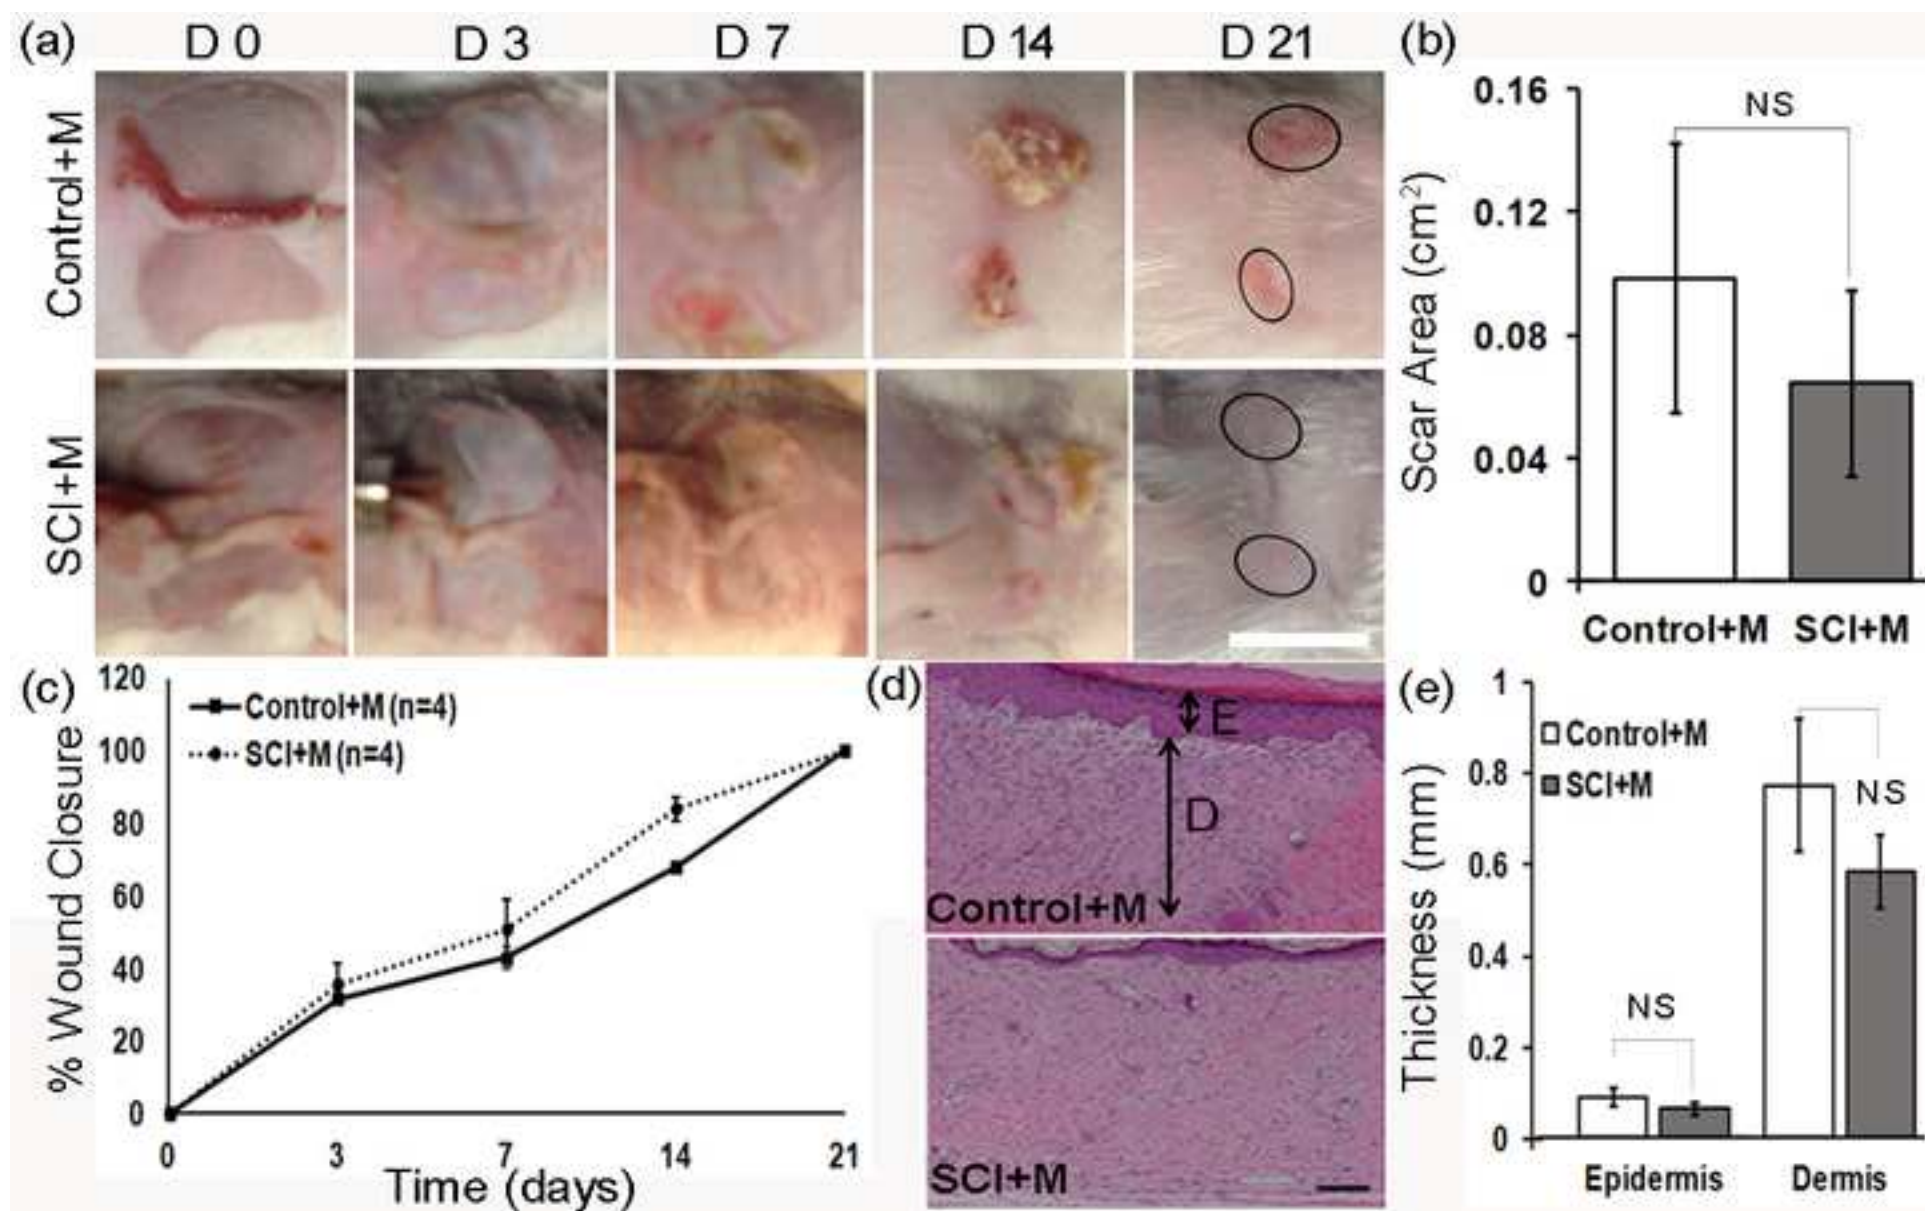 (a) D 0 D 3 D 7 D 14 D 21
Control+M
SCI+M
(b)
Scar Area (cm²)
0.16
0.12
0.08
0.04
0
NS
Control+M SCI+M
(c)
% Wound Closure
120
100
80
60
40
20
0
Control+M (n=4)
SCI+M (n=4)
0 3 7 14 21
Time (days)
(d)
E
D
Control+M
SCI+M
(e)
Thickness (mm)
1
0.8
0.6
0.4
0.2
0
Control+M
SCI+M
NS
NS
Epidermis Dermis